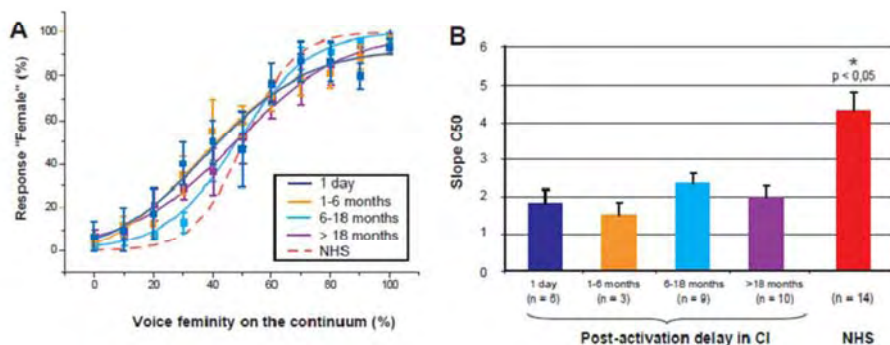 A
Response "Female" (%)
100
80
60
40
20
0
1 day
1-6 months
6-18 months
> 18 months
NHS
0 20 40 60 80 100
Voice feminity on the continuum (%)
B
Slope C50
6
5
4
3
2
1
0
*
p < 0,05
1 day 1-6 months 6-18 months >18 months
(n = 6) (n = 3) (n = 9) (n = 10) (n = 14)
Post-activation delay in CI NHS